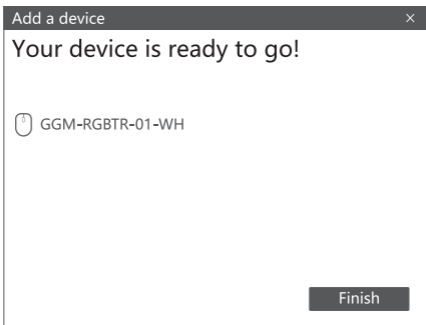 Add a device
Your device is ready to go!
GGM-RGBTR-01-WH
Finish